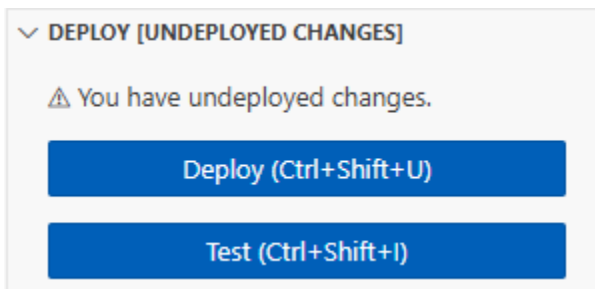 DEPLOY [UNDEPLOYED CHANGES]
You have undeployed changes.
Deploy (Ctrl+Shift+U)
Test (Ctrl+Shift+I)